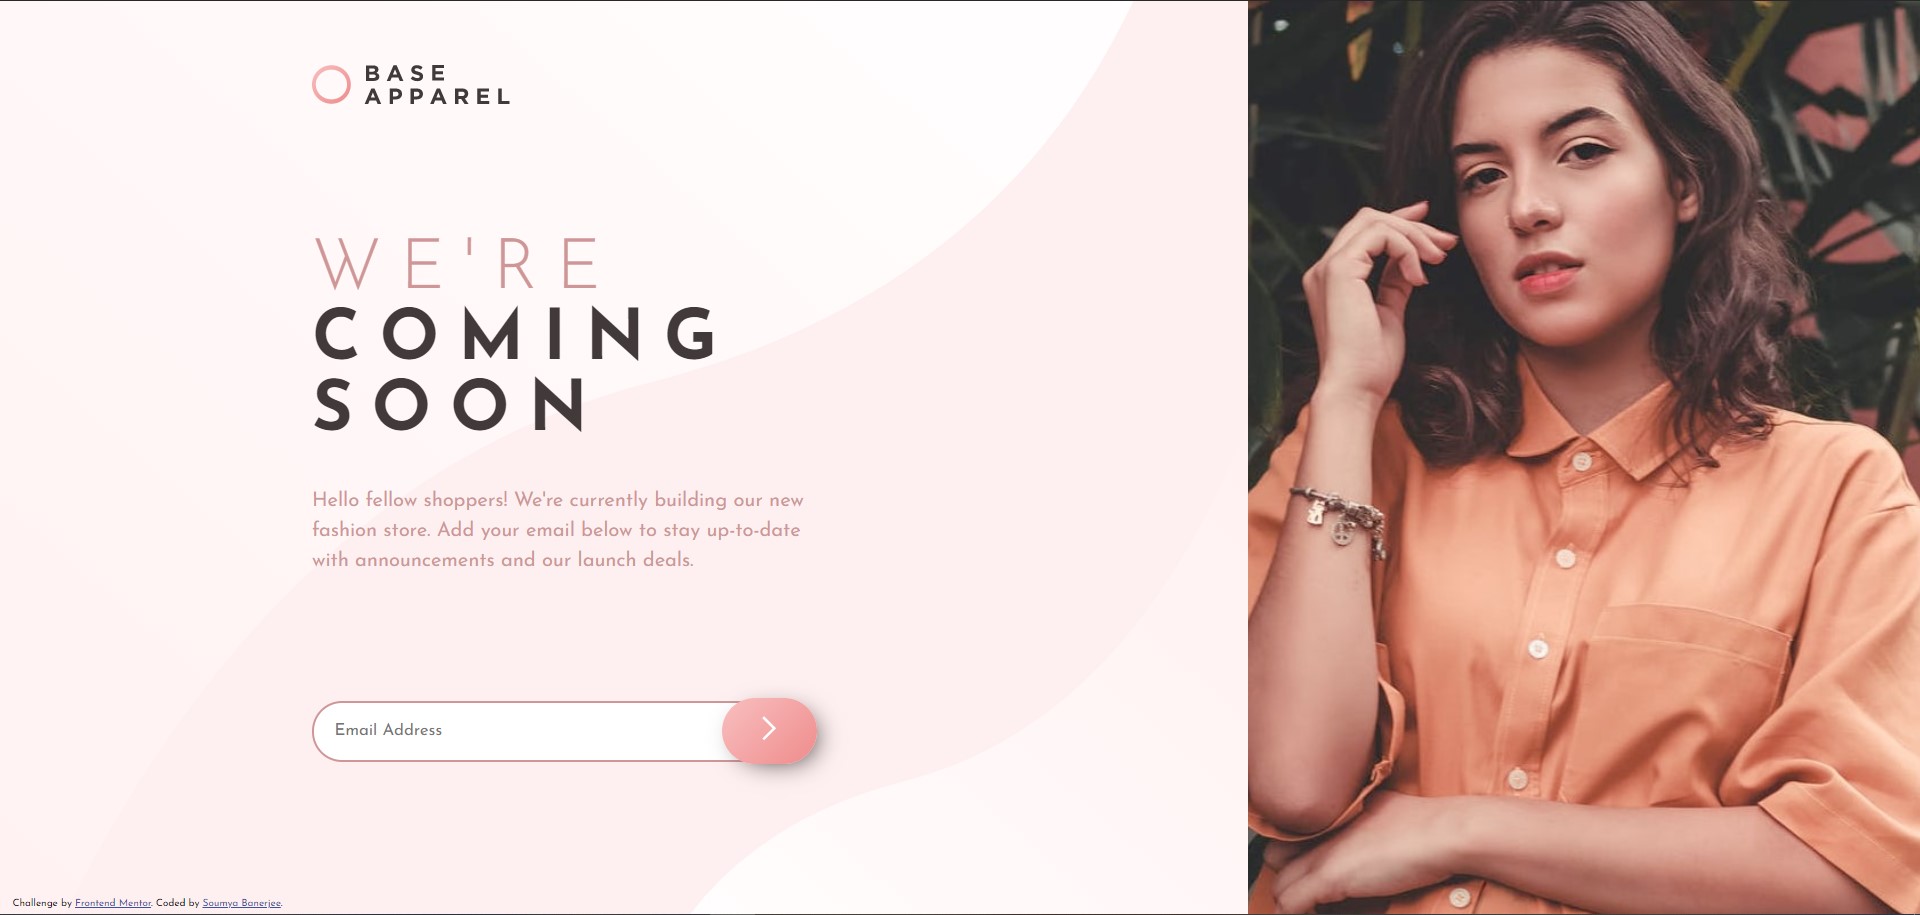 BASE
APPAREL
WE'RE
COMING
SOON
Hello fellow shoppers! We're currently building our new
fashion store. Add your email below to stay up-to-date
with announcements and our launch deals.
Email Address
Challenge by Frontend Mentor. Coded by Soumya Banerjee.